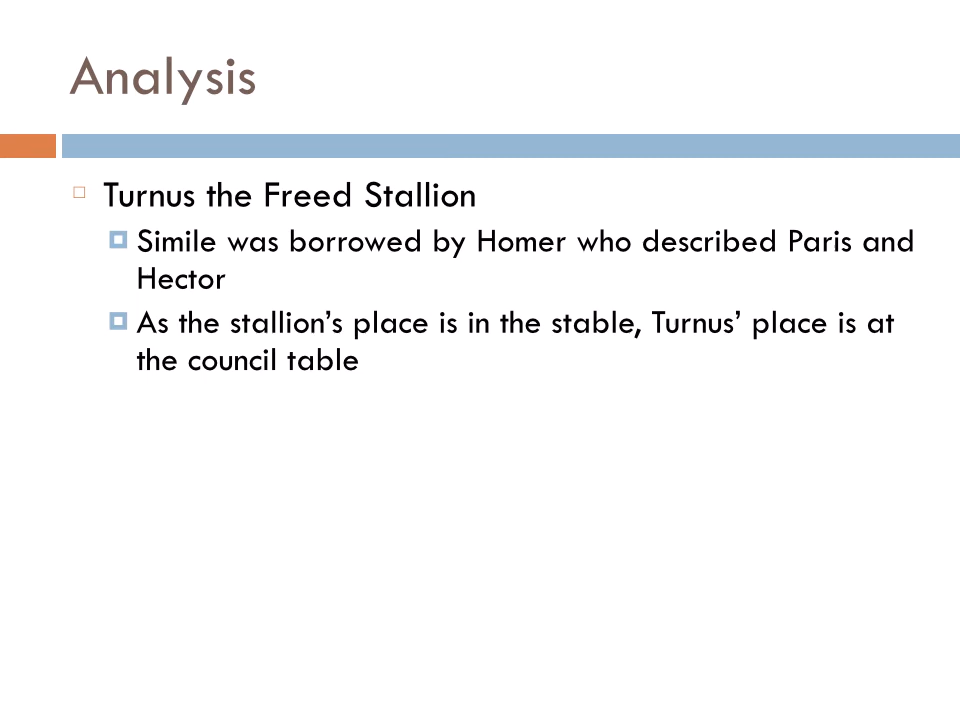 Analysis
Turnus the Freed Stallion
Simile was borrowed by Homer who described Paris and
Hector
As the stallion’s place is in the stable, Turnus’ place is at
the council table